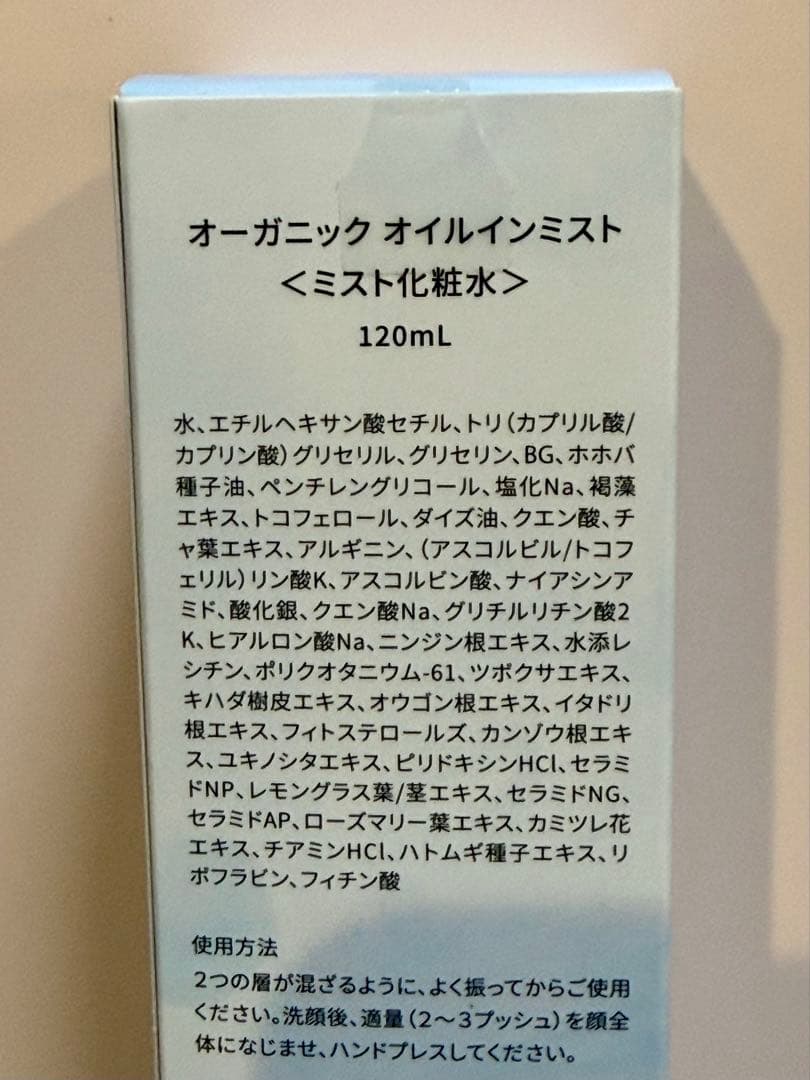 オーガニック オイルインミスト
＜ミスト化粧水＞
120mL
水、エチルヘキサン酸セチル、トリ（カプリル酸/
カプリン酸）グリセリル、グリセリン、BG、ホホバ
種子油、ペンチレングリコール、塩化Na、褐藻
エキス、トコフェロール、ダイズ油、クエン酸、チ
ャ葉エキス、アルギニン、（アスコルビル/トコフ
ェリル）リン酸K、アスコルビン酸、ナイアシンア
ミド、酸化銀、クエン酸Na、グリチルリチン酸2
K、ヒアルロン酸Na、ニンジン根エキス、水添レ
シチン、ポリクオタニウム-61、ツボクサエキス、
キハダ樹皮エキス、オウゴン根エキス、イタドリ
根エキス、フィトステロールズ、カンゾウ根エキ
ス、ユキノシタエキス、ピリドキシンHCl、セラミ
ドNP、レモングラス葉/茎エキス、セラミドNG、
セラミドAP、ローズマリー葉エキス、カミツレ花
エキス、チアミンHCl、ハトムギ種子エキス、リ
ボフラビン、フィチン酸
使用方法
2つの層が混ざるように、よく振ってからご使用
ください。洗顔後、適量（2～3プッシュ）を顔全
体になじませ、ハンドプレスしてください。